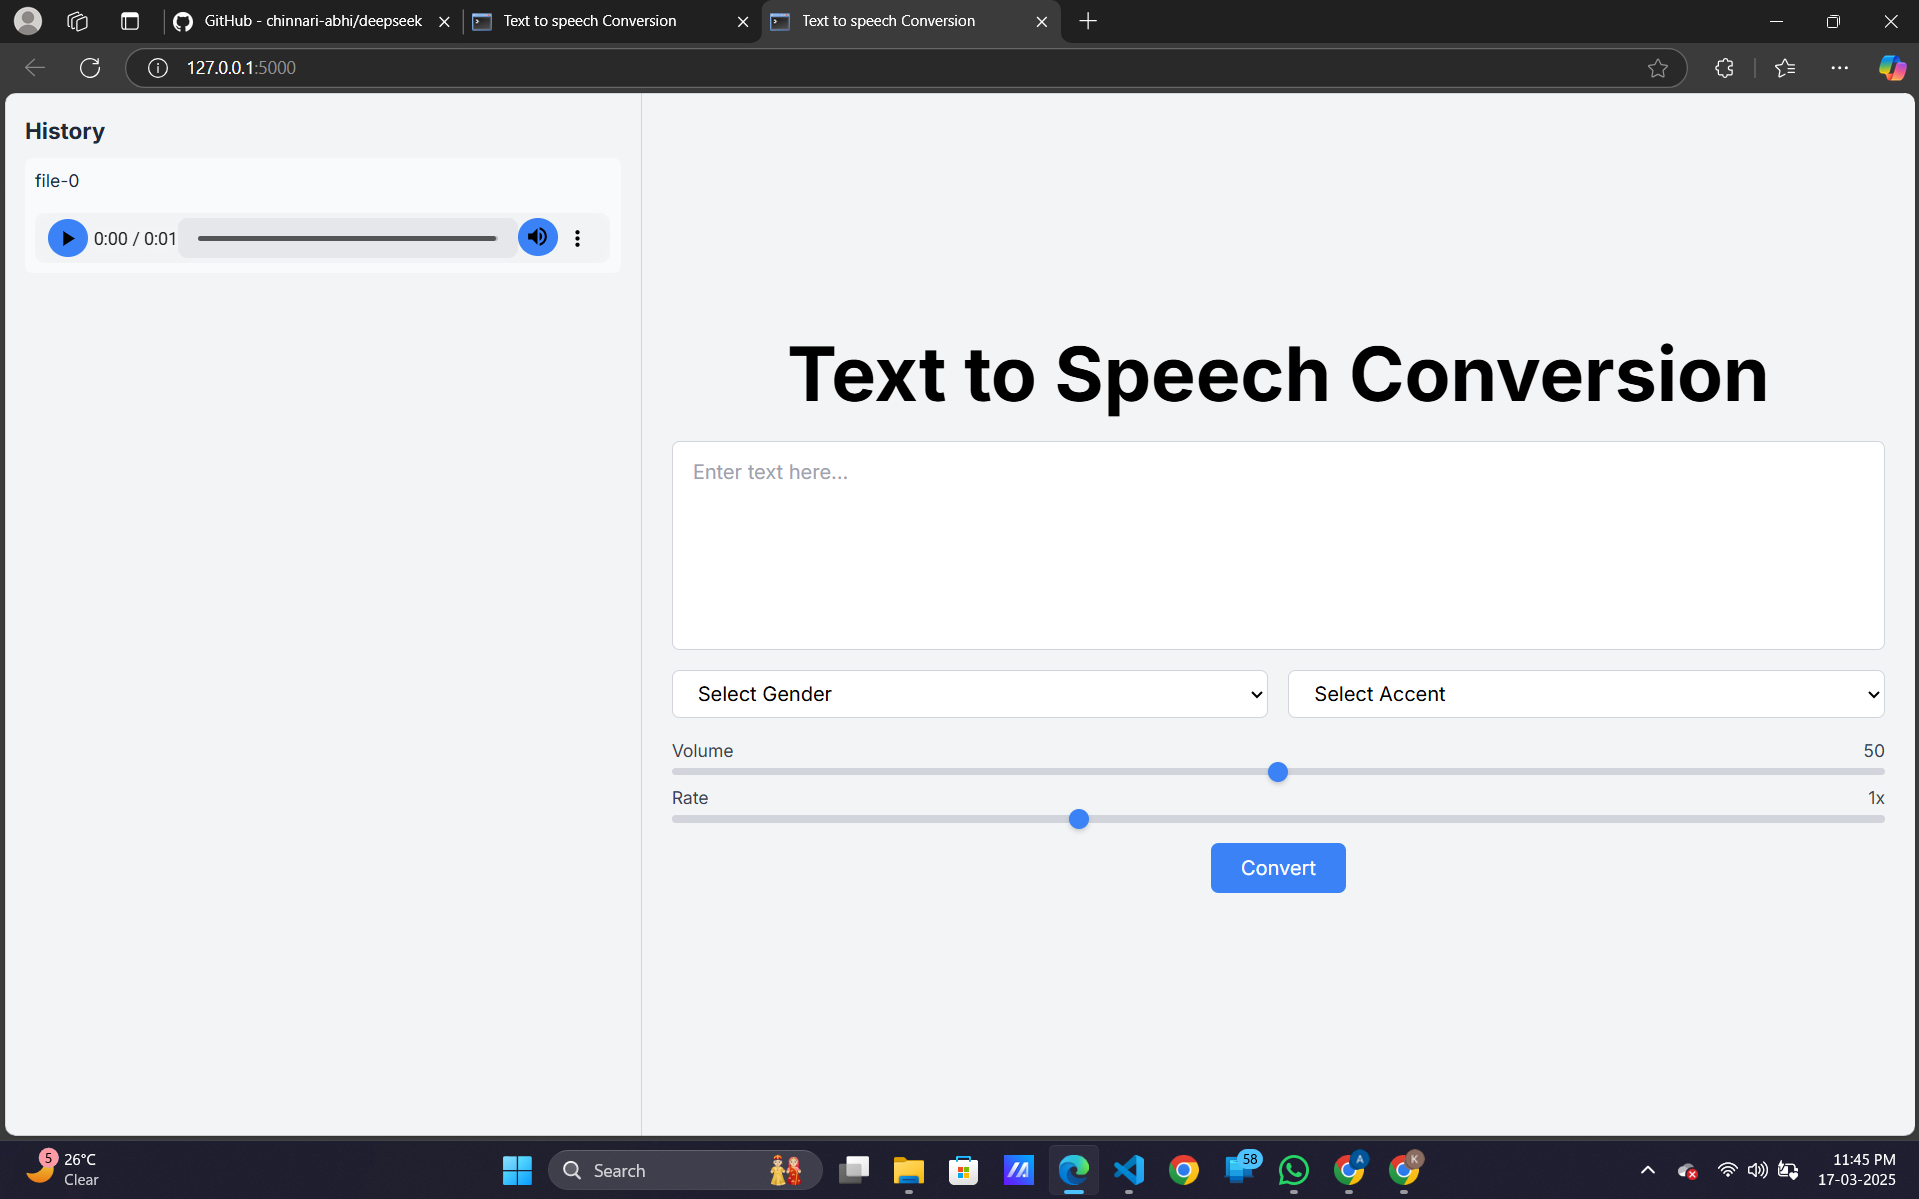 GitHub - chinnari-abhi/deepseek
Text to speech Conversion
Text to speech Conversion
127.0.0.1:5000
History
file-0
0:00 / 0:01
Text to Speech Conversion
Enter text here...
Select Gender
Select Accent
Volume
50
Rate
1x
Convert
5
26°C
Clear
Search
58
A
K
11:45 PM
17-03-2025